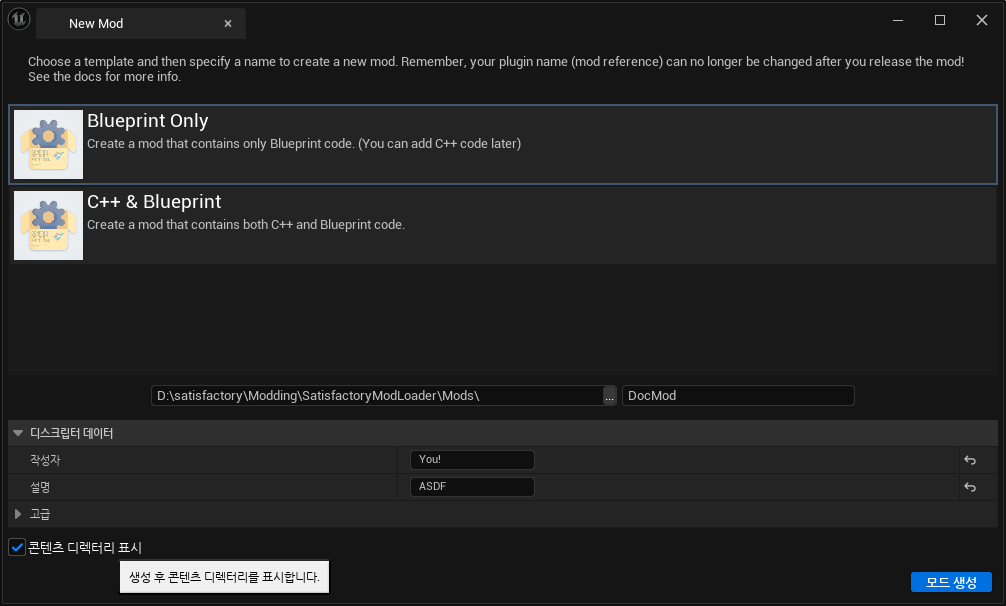 New Mod
Choose a template and then specify a name to create a new mod. Remember, your plugin name (mod reference) can no longer be changed after you release the mod!
See the docs for more info.
Blueprint Only
Create a mod that contains only Blueprint code. (You can add C++ code later)
C++ & Blueprint
Create a mod that contains both C++ and Blueprint code.
D:\satisfactory\Modding\SatisfactoryModLoader\Mods\ ... DocMod
디스크립터 데이터
작성자 You!
설명 ASDF
고급
콘텐츠 디렉터리 표시
생성 후 콘텐츠 디렉터리를 표시합니다.
모드 생성